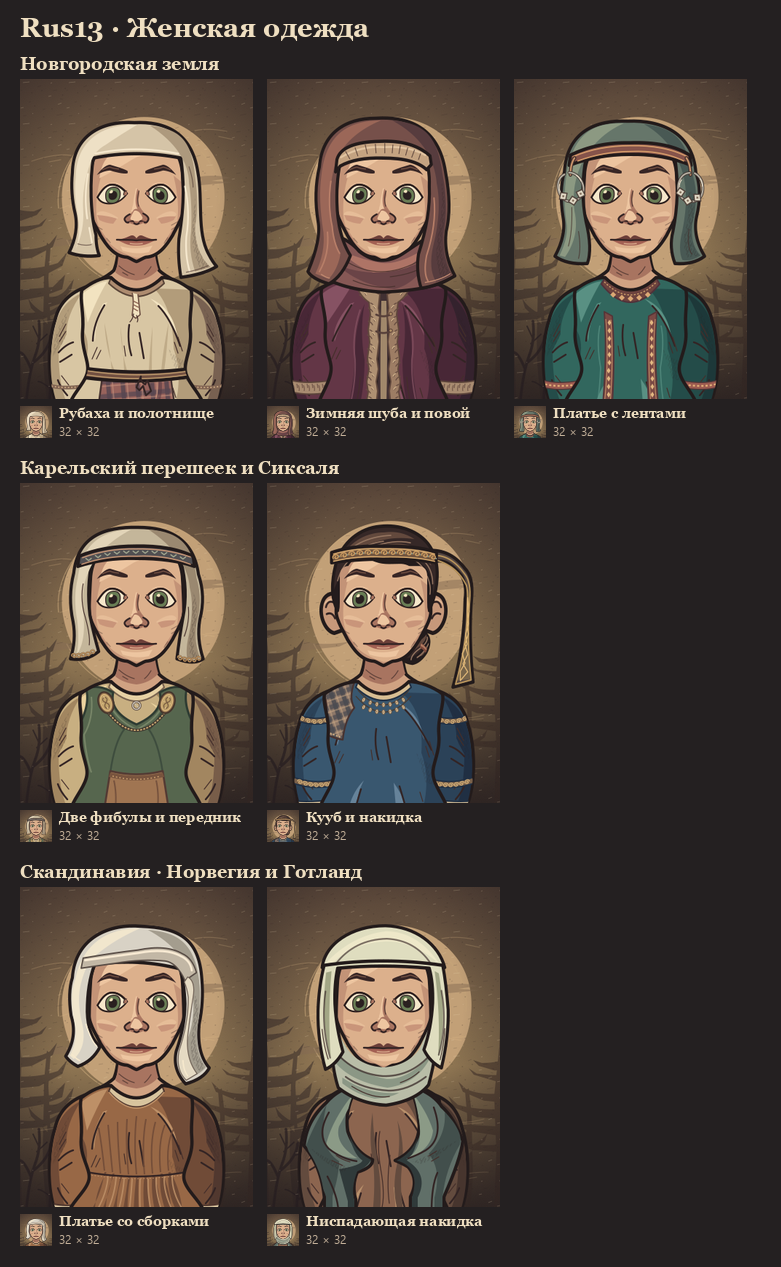 Rus13 · Женская одежда
Новгородская земля
Рубаха и полотнище
32 × 32
Зимняя шуба и повой
32 × 32
Платье с лентами
32 × 32
Карельский перешеек и Сиксаля
Две фибулы и передник
32 × 32
Кууб и накидка
32 × 32
Скандинавия · Норвегия и Готланд
Платье со сборками
32 × 32
Ниспадающая накидка
32 × 32